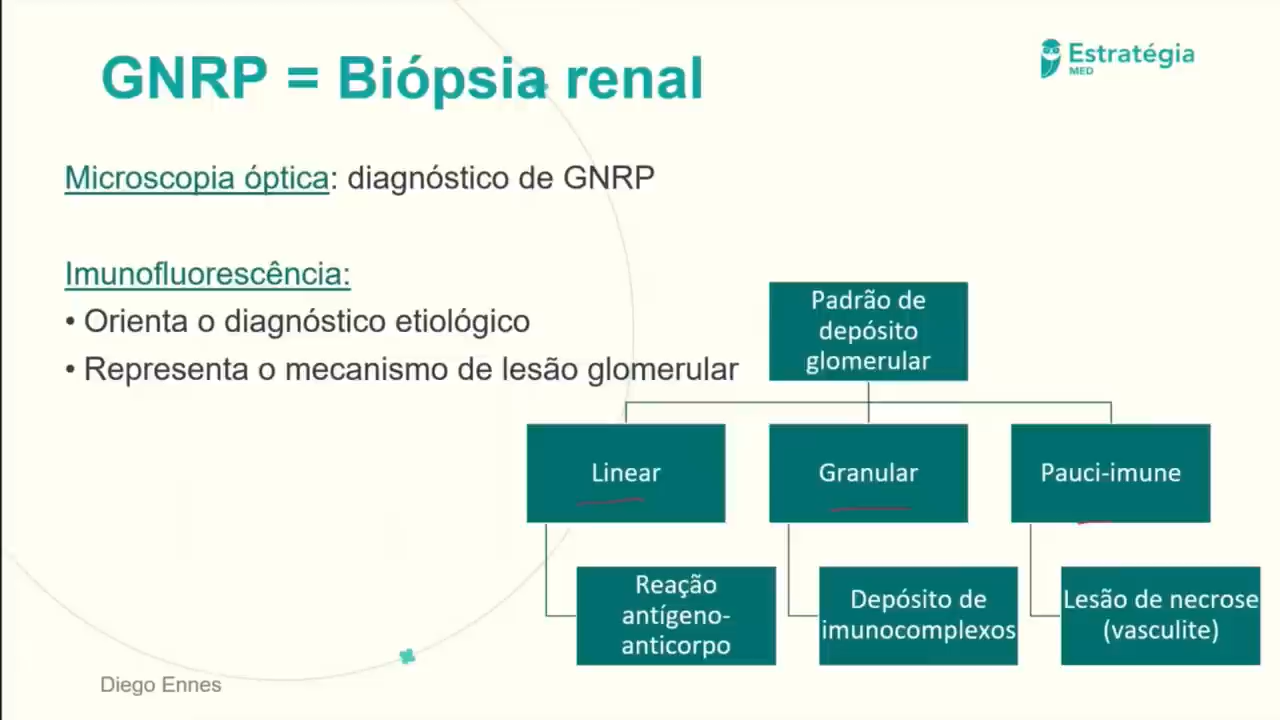 GNRP = Biópsia renal
Estratégia
MED
Microscopia óptica: diagnóstico de GNRP
Imunofluorescência:
• Orienta o diagnóstico etiológico
• Representa o mecanismo de lesão glomerular
Padrão de
depósito
glomerular
Linear
Granular
Pauci-imune
Reação
antígeno-
anticorpo
Depósito de
imunocomplexos
Lesão de necrose
(vasculite)
Diego Ennes